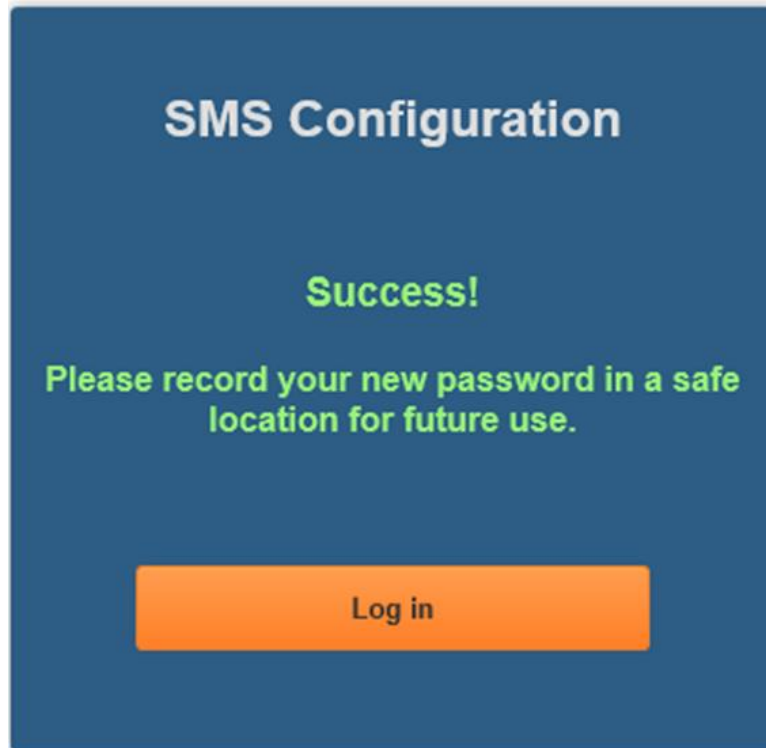 SMS Configuration
Success!
Please record your new password in a safe
location for future use.
Log in